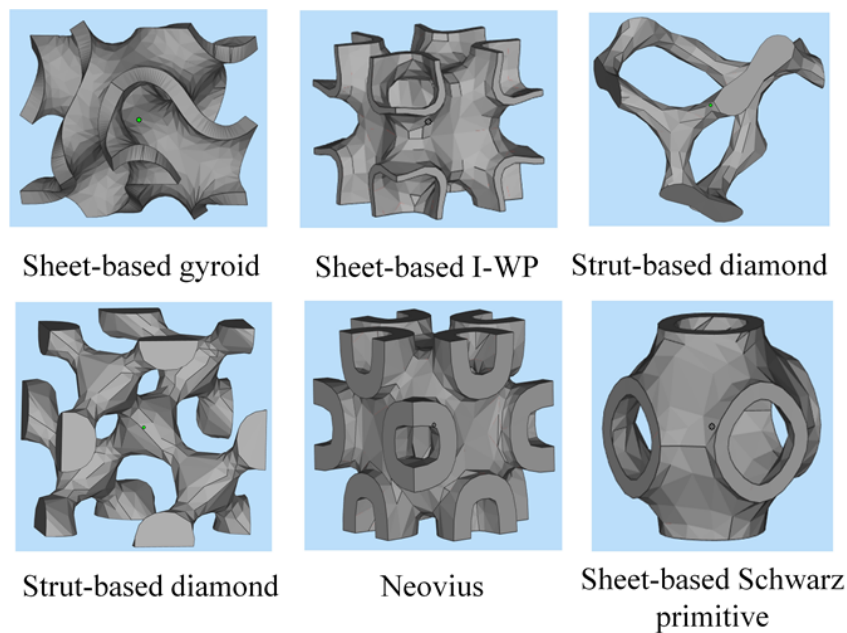 Sheet-based gyroid
Sheet-based I-WP
Strut-based diamond
Strut-based diamond
Neovius
Sheet-based Schwarz
primitive